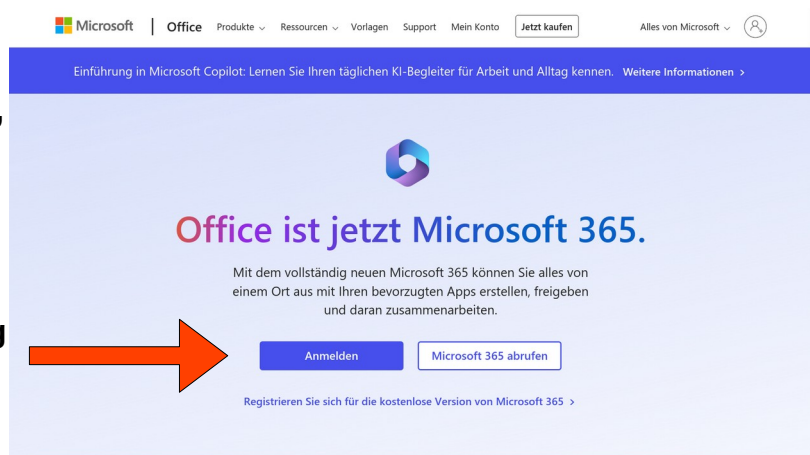 Microsoft | Office Produkte Ressourcen Vorlagen Support Mein Konto Jetzt kaufen Alles von Microsoft
Einführung in Microsoft Copilot: Lernen Sie Ihren täglichen KI-Begleiter für Arbeit und Alltag kennen. Weitere Informationen >
Office ist jetzt Microsoft 365.
Mit dem vollständig neuen Microsoft 365 können Sie alles von
einem Ort aus mit Ihren bevorzugten Apps erstellen, freigeben
und daran zusammenarbeiten.
Anmelden Microsoft 365 abrufen
Registrieren Sie sich für die kostenlose Version von Microsoft 365 >